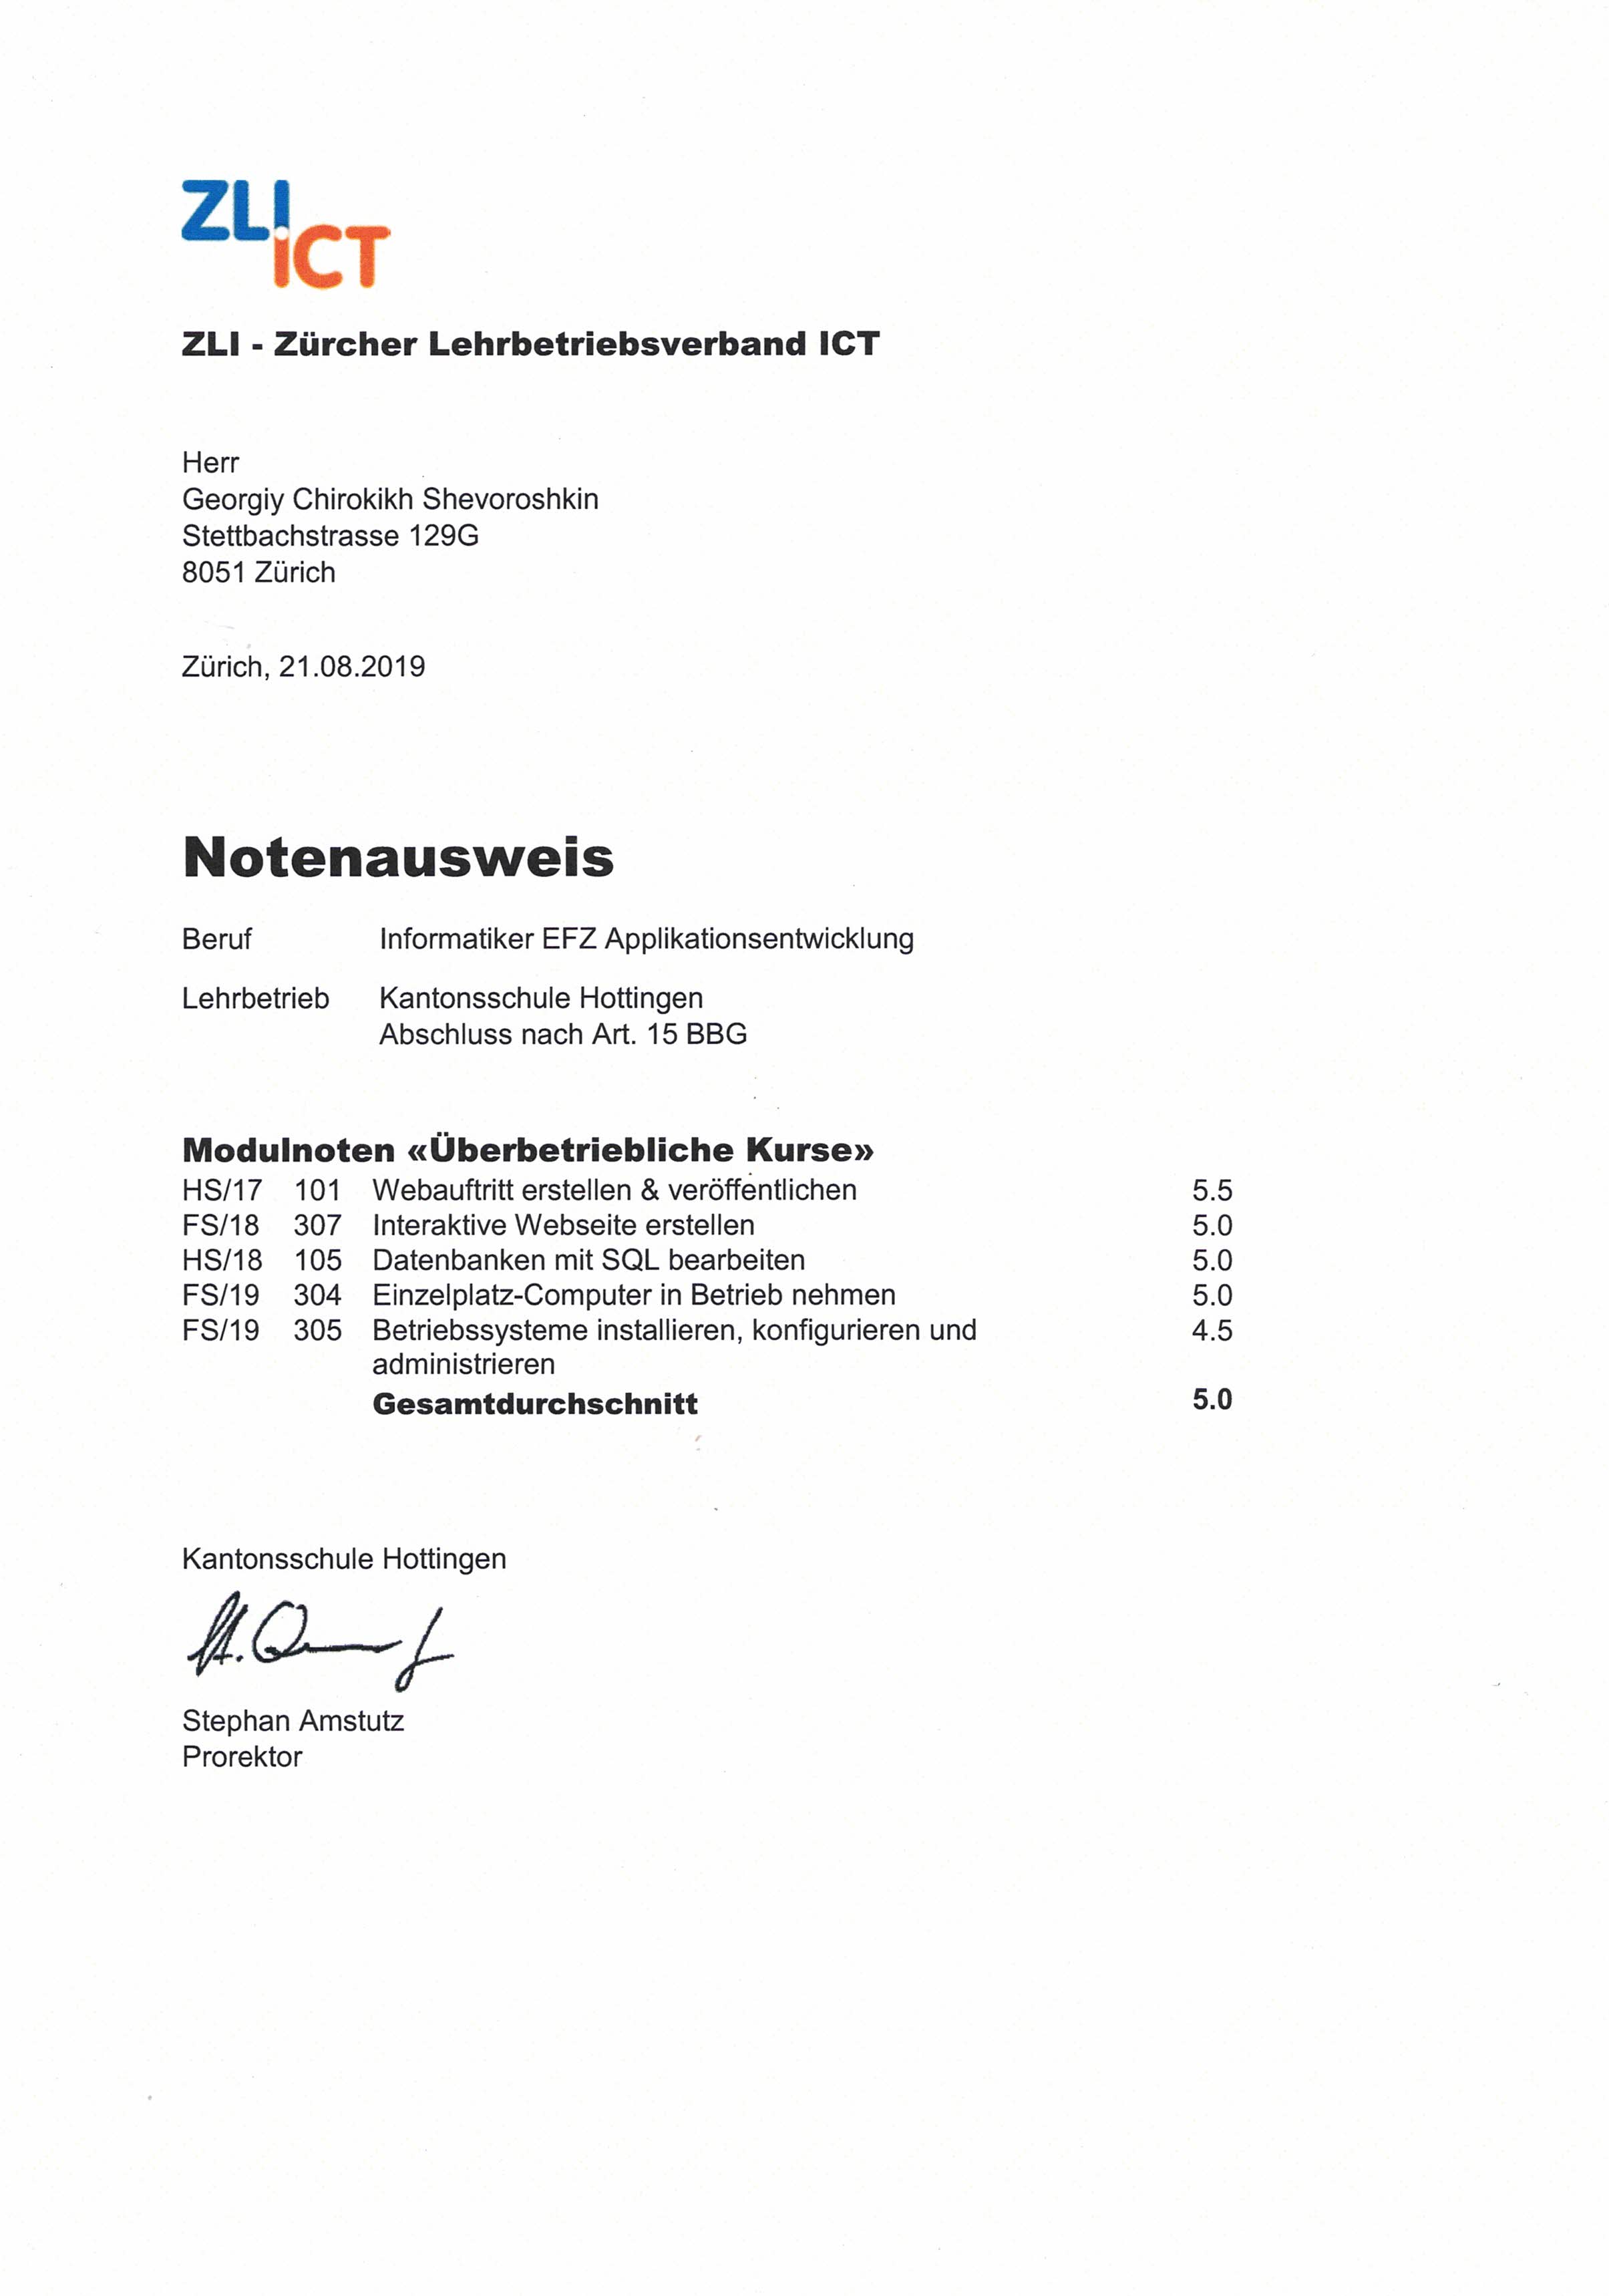 ZLI
ICT
ZLI - Zürcher Lehrbetriebsverband ICT
Herr
Georgiy Chirokikh Shevoroshkin
Stettbachstrasse 129G
8051 Zürich
Zürich, 21.08.2019
Notenausweis
Beruf Informatiker EFZ Applikationsentwicklung
Lehrbetrieb Kantonsschule Hottingen
Abschluss nach Art. 15 BBG
Modulnoten «Überbetriebliche Kurse»
HS/17 101 Webauftritt erstellen & veröffentlichen 5.5
FS/18 307 Interaktive Webseite erstellen 5.0
HS/18 105 Datenbanken mit SQL bearbeiten 5.0
FS/19 304 Einzelplatz-Computer in Betrieb nehmen 5.0
FS/19 305 Betriebssysteme installieren, konfigurieren und 4.5
administrieren
Gesamtdurchschnitt 5.0
Kantonsschule Hottingen
Stephan Amstutz
Prorektor